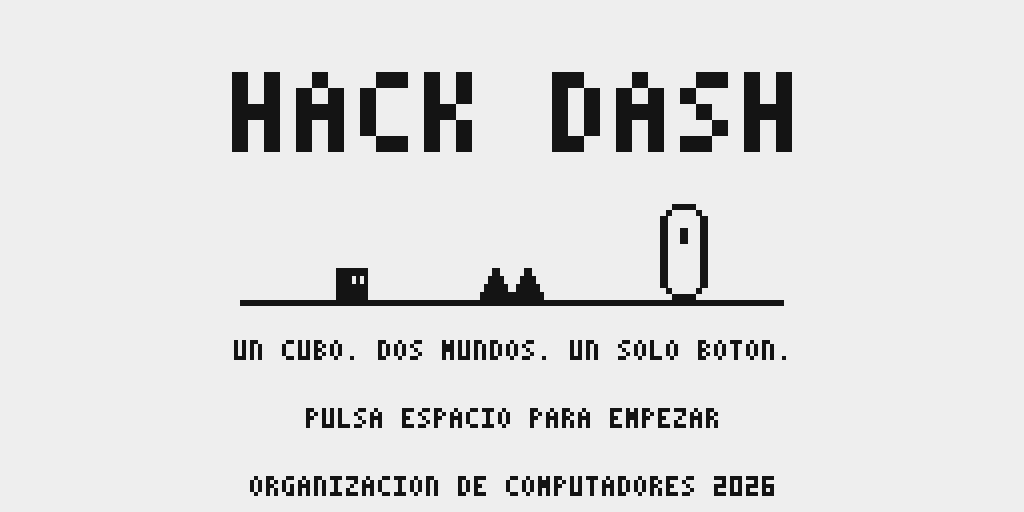 HACK DASH
UN CUBO. DOS MUNDOS. UN SOLO BOTON.
PULSA ESPACIO PARA EMPEZAR
ORGANIZACION DE COMPUTADORES 2026